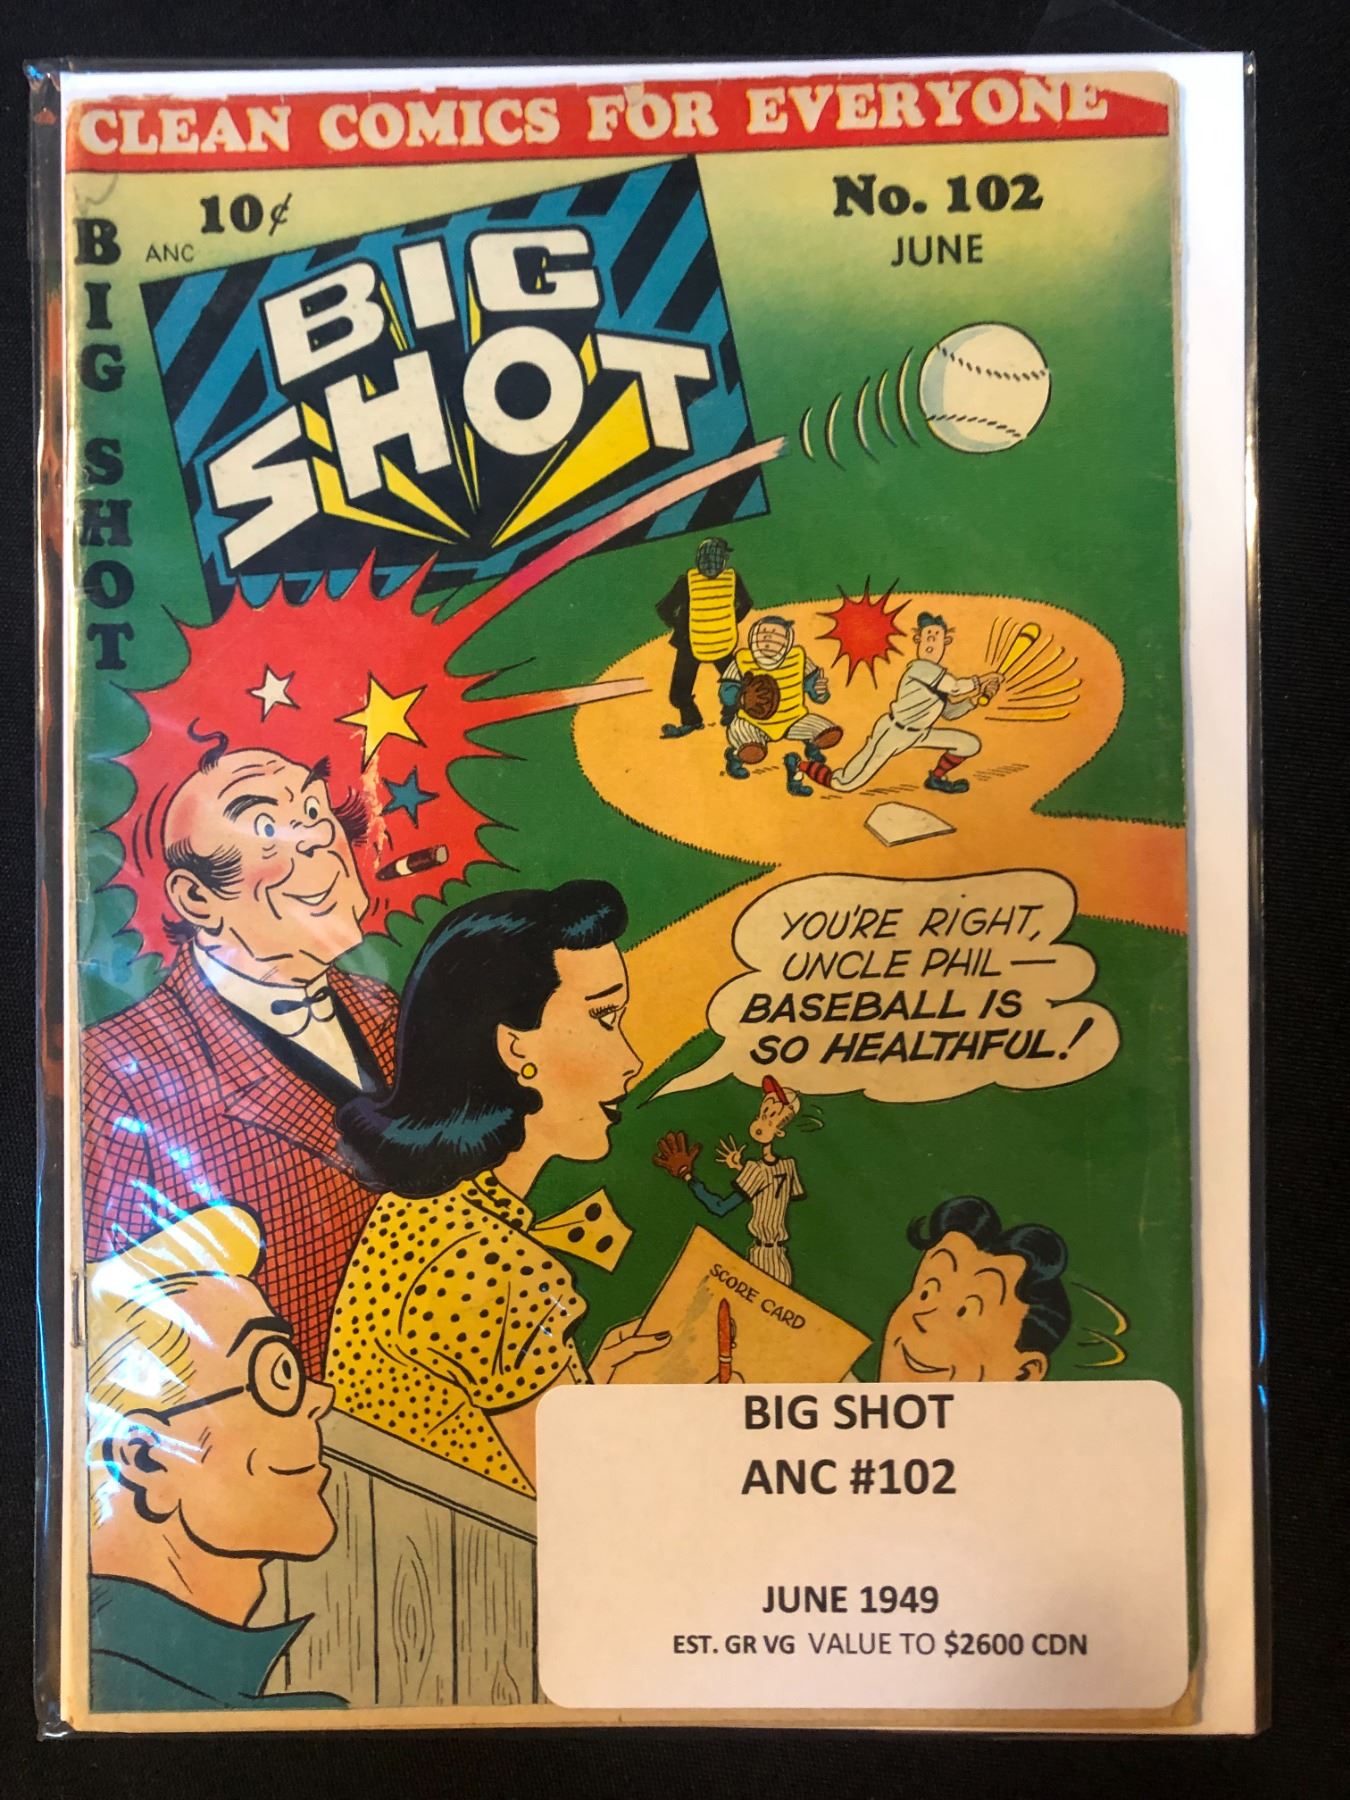 CLEAN COMICS FOR EVERYONE
10¢
ANC
No. 102
JUNE
BIG SHOT
BIG
SHOT
YOU'RE RIGHT,
UNCLE PHIL —
BASEBALL IS
SO HEALTHFUL!
7
SCORE CARD
BIG SHOT
ANC #102
JUNE 1949
EST. GR VG VALUE TO $2600 CDN